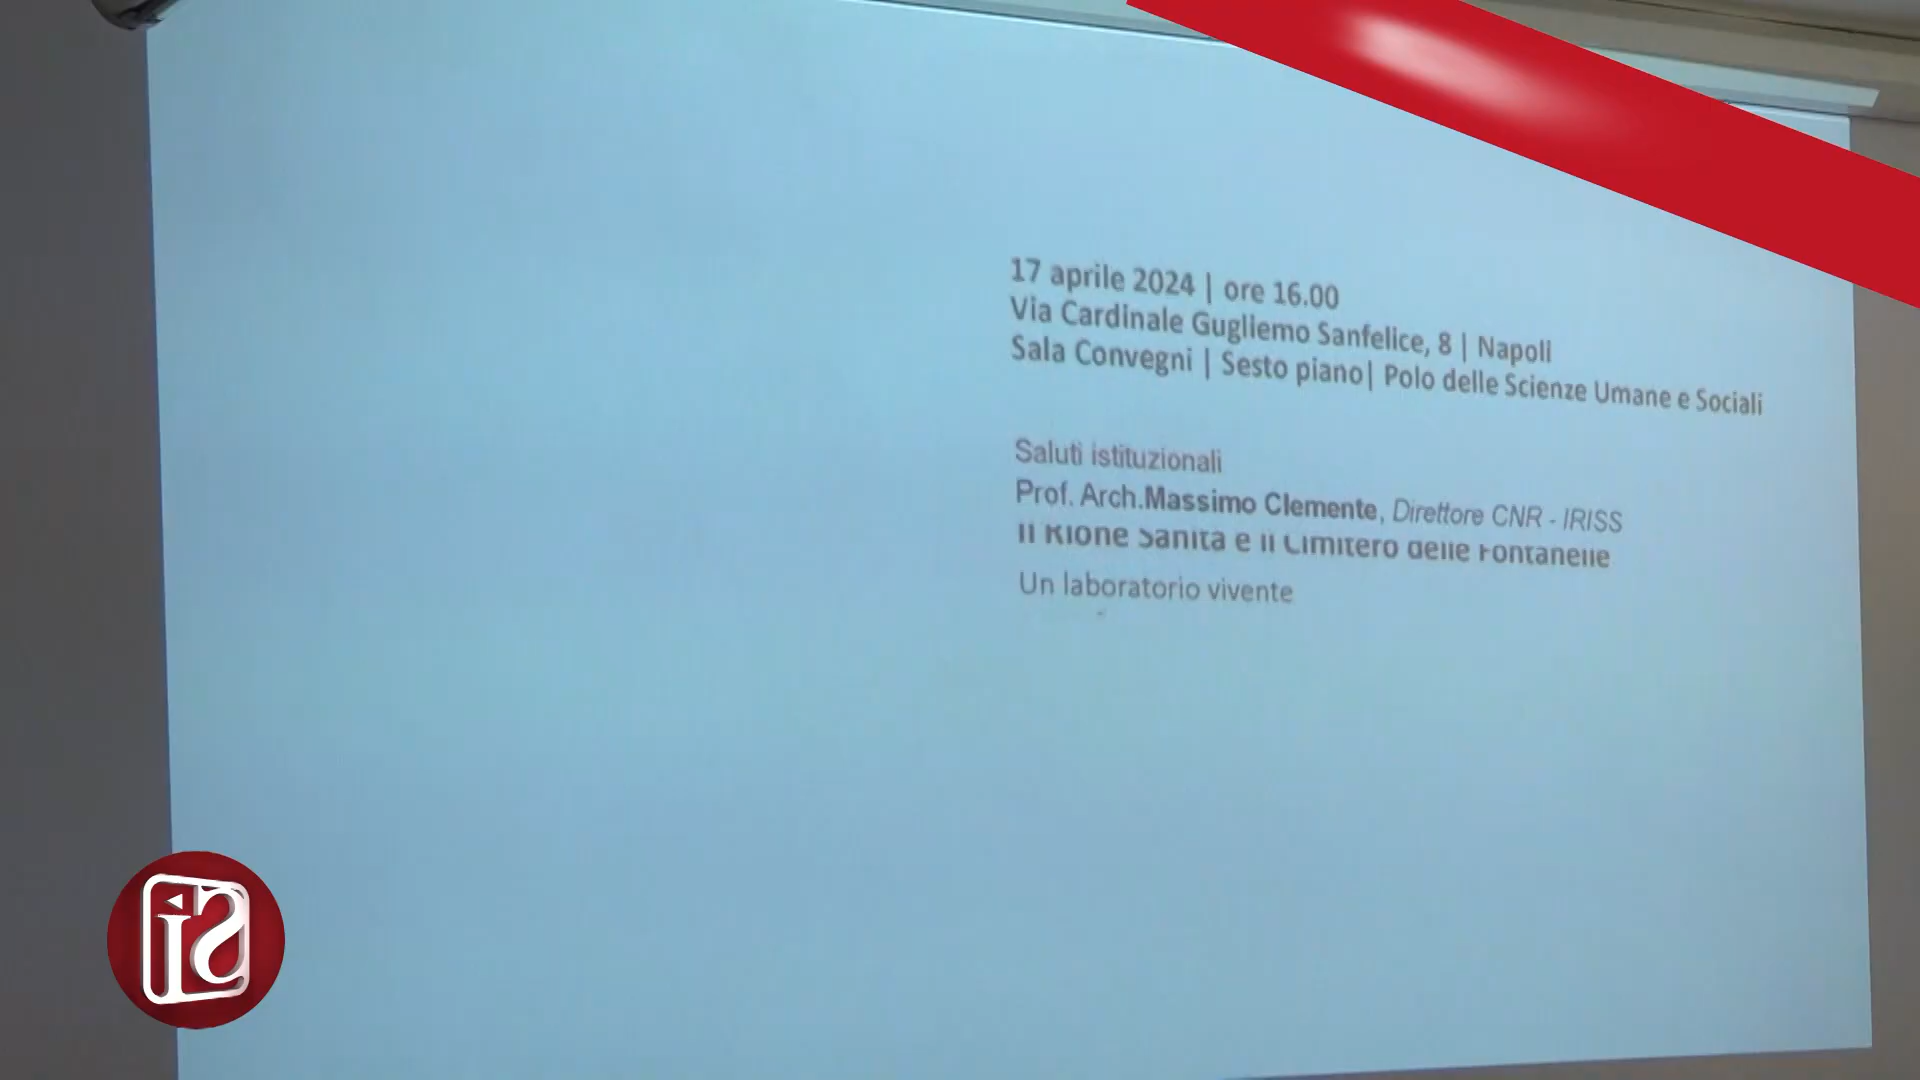 17 aprile 2024 | ore 16.00
Via Cardinale Gugliemo Sanfelice, 8 | Napoli
Sala Convegni | Sesto piano| Polo delle Scienze Umane e Sociali
Saluti istituzionali
Prof. Arch.Massimo Clemente, Direttore CNR - IRISS
Il Rione Sanità e il Cimitero delle Fontanelle
Un laboratorio vivente
is